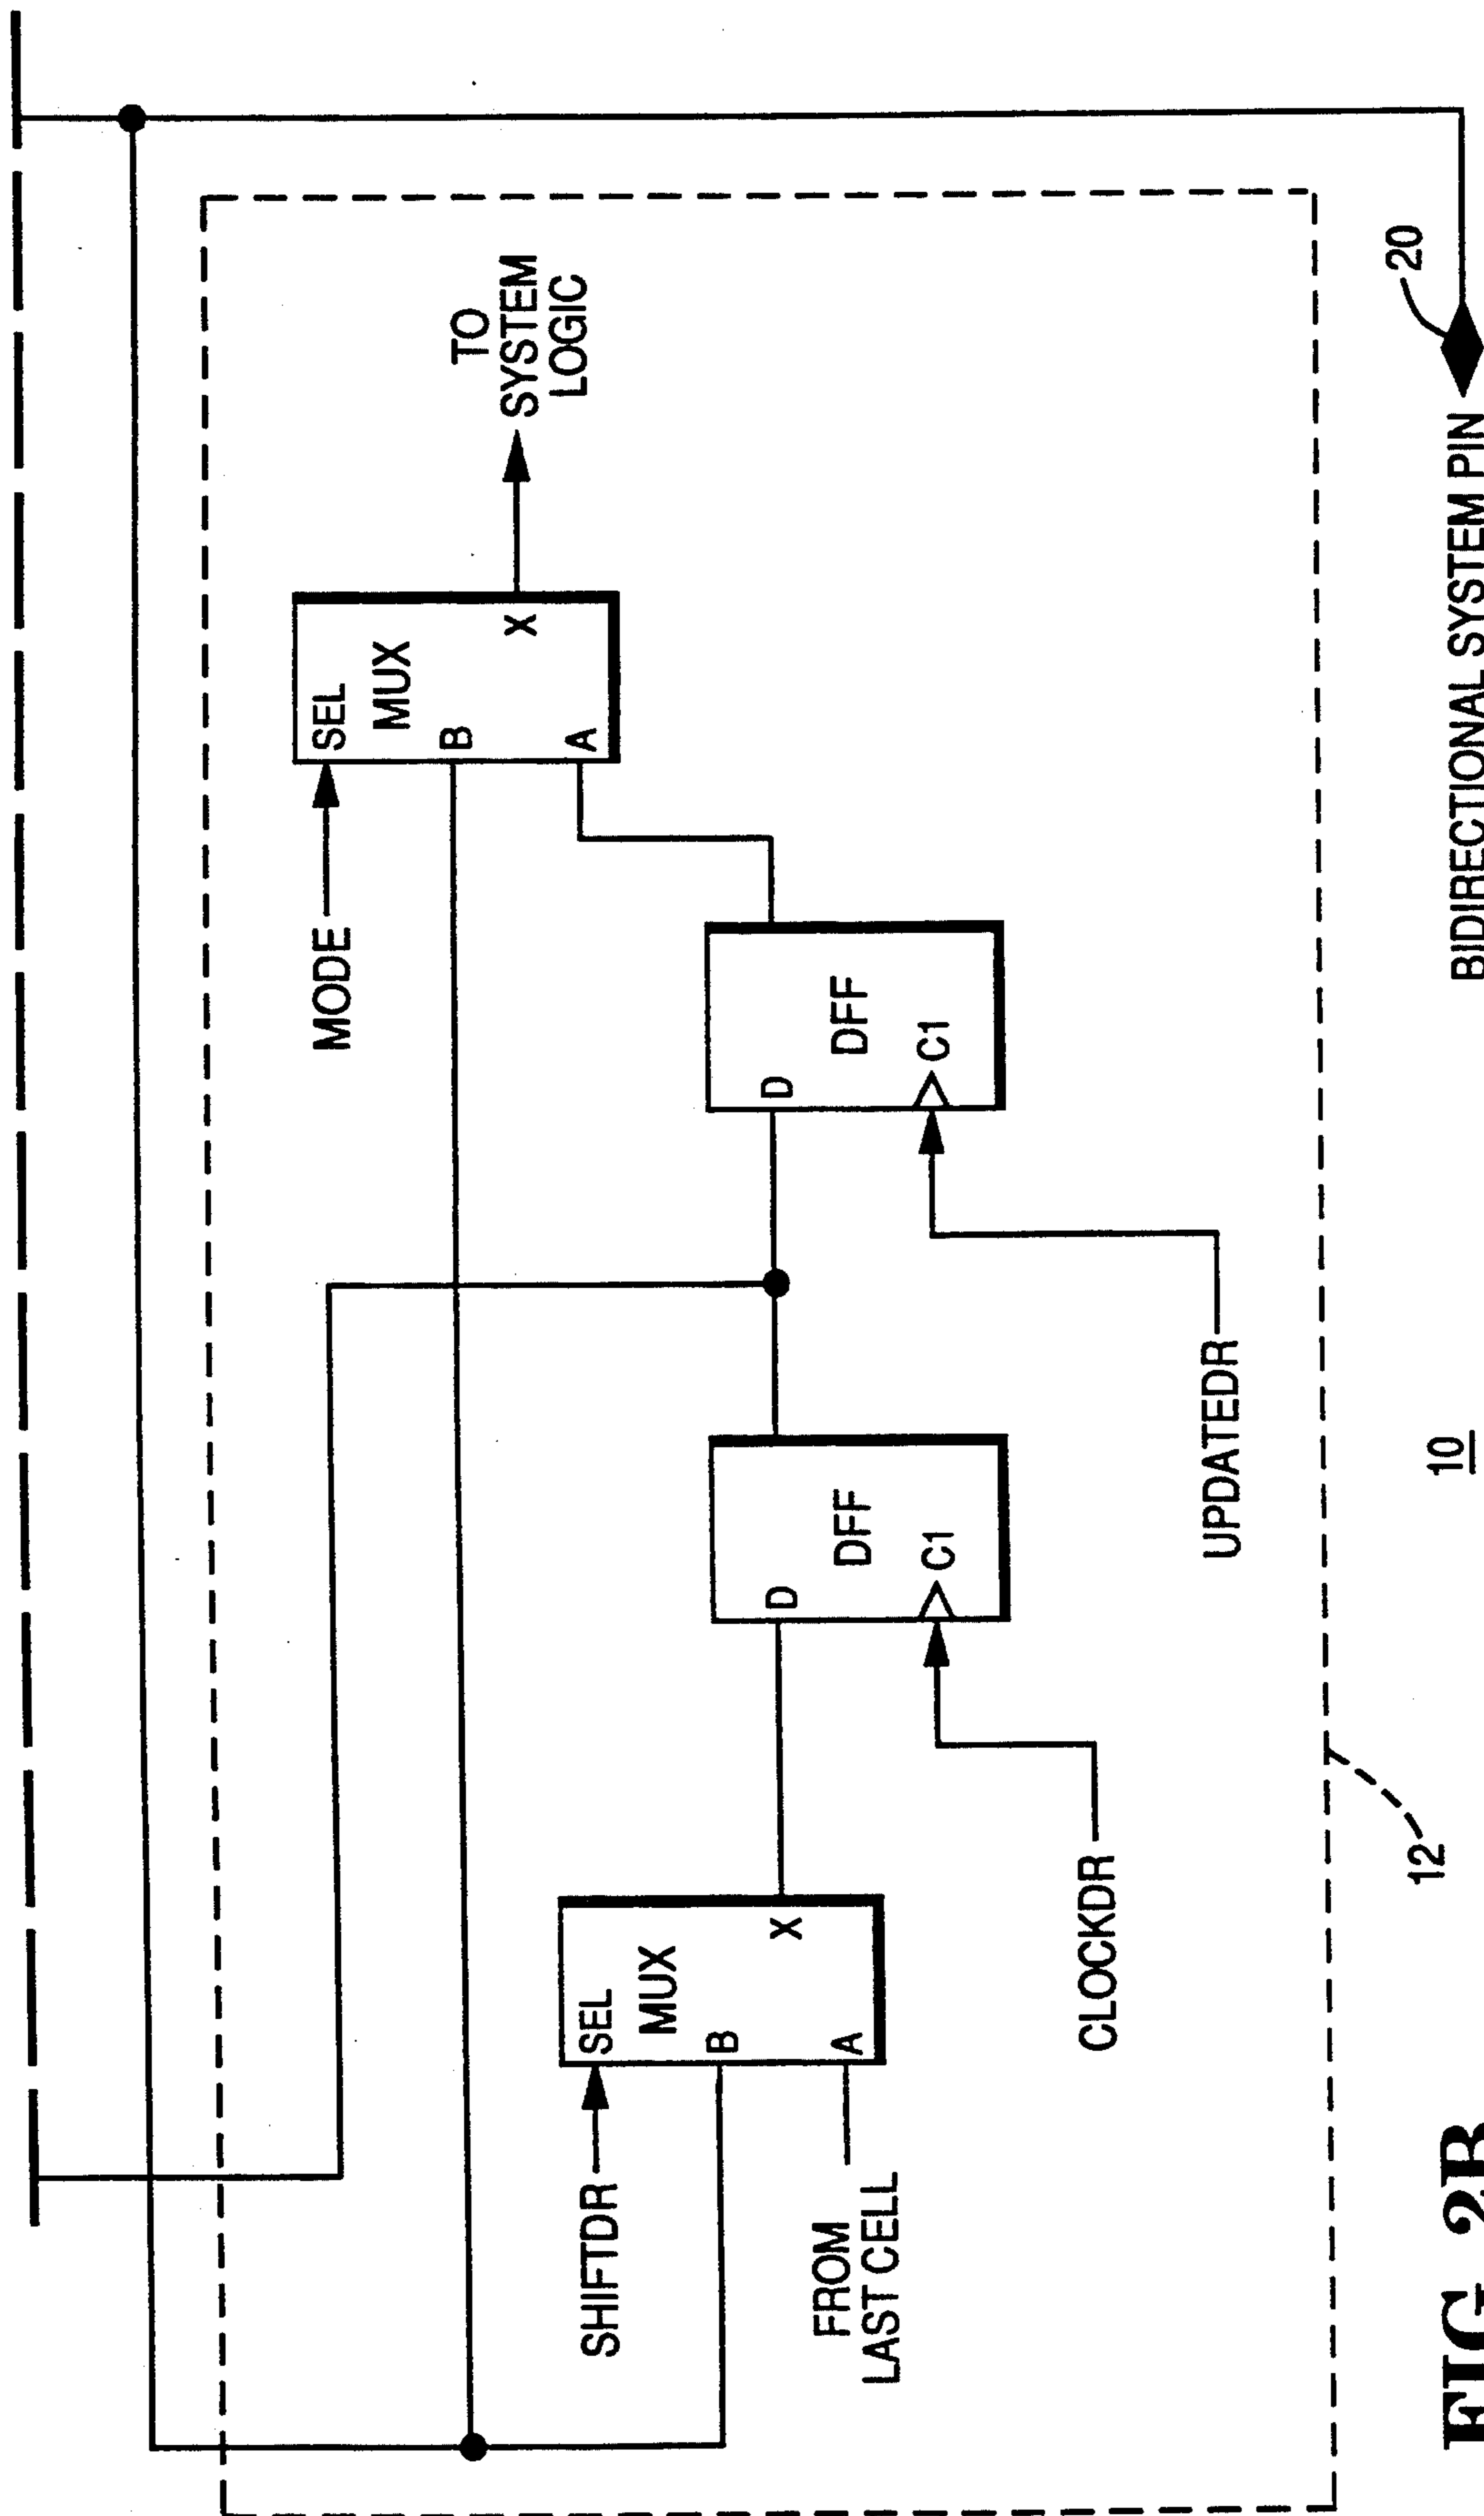 TO
SYSTEM
LOGIC
MODE
SEL
MUX
B
X
A
D
DFF
C1
D
DFF
C1
SHIFTDR
SEL
MUX
B
X
A
FROM
LAST CELL
CLOCKDR
UPDATEDR
12
20
BIDIRECTIONAL SYSTEM PIN
10
FIG 2B